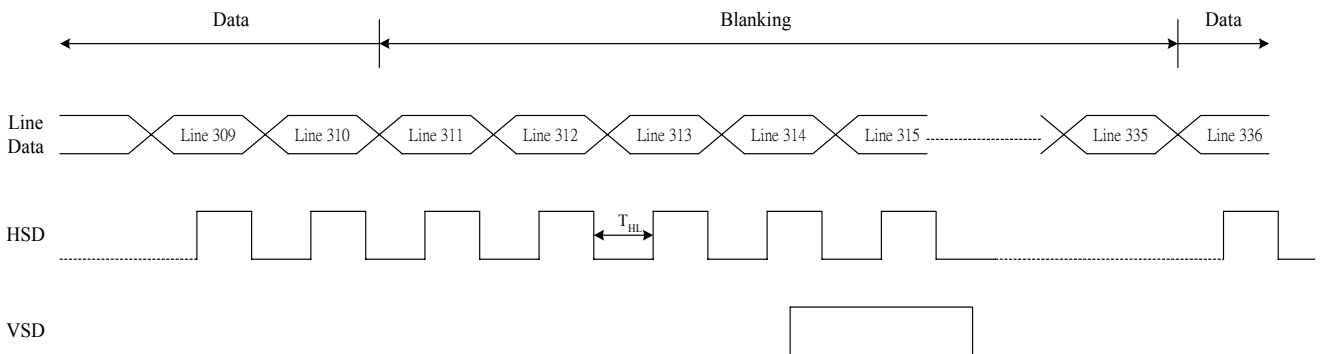 Data Blanking Data
Line Data
Line 309 Line 310 Line 311 Line 312 Line 313 Line 314 Line 315 Line 335 Line 336
HSD
THL
VSD